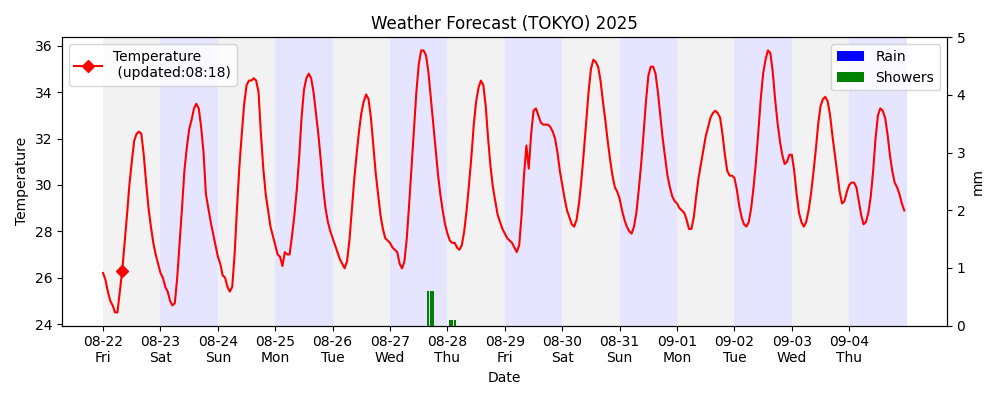 Weather Forecast (TOKYO) 2025
Temperature
(updated:08:18)
Rain
Showers
Temperature
36
34
32
30
28
26
24
5
4
3
2
1
0
mm
08-22 08-23 08-24 08-25 08-26 08-27 08-28 08-29 08-30 08-31 09-01 09-02 09-03 09-04
Fri Sat Sun Mon Tue Wed Thu Fri Sat Sun Mon Tue Wed Thu
Date